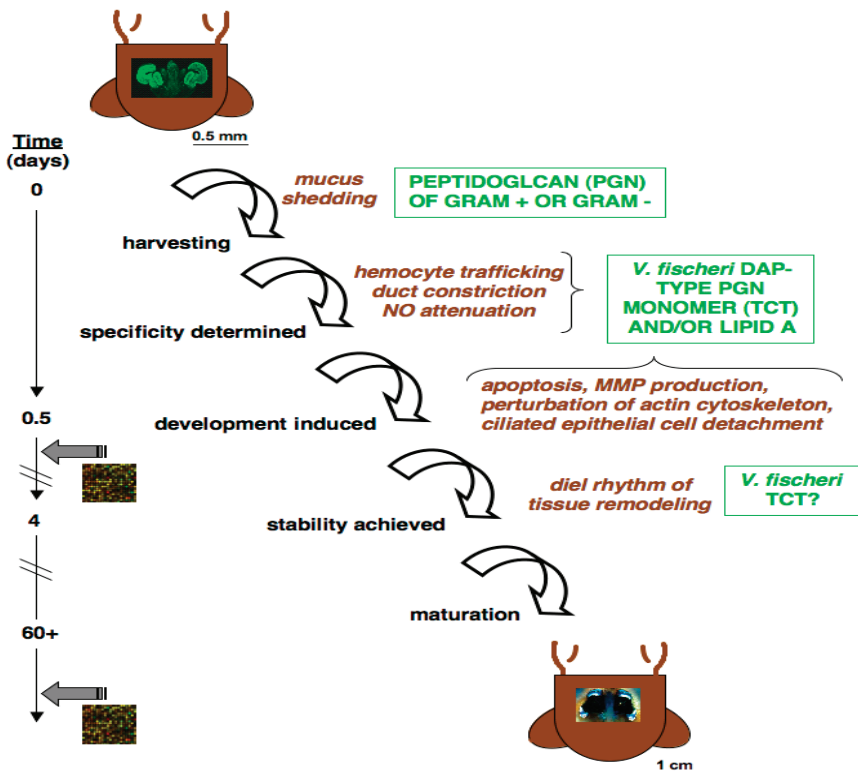 0.5 mm
Time
(days)
0
mucus
shedding
PEPTIDOGLCAN (PGN)
OF GRAM + OR GRAM -
harvesting
hemocyte trafficking
duct constriction
NO attenuation
V. fischeri DAP-
TYPE PGN
MONOMER (TCT)
AND/OR LIPID A
specificity determined
apoptosis, MMP production,
perturbation of actin cytoskeleton,
ciliated epithelial cell detachment
0.5
development induced
diel rhythm of
tissue remodeling
V. fischeri
TCT?
4
stability achieved
maturation
60+
1 cm